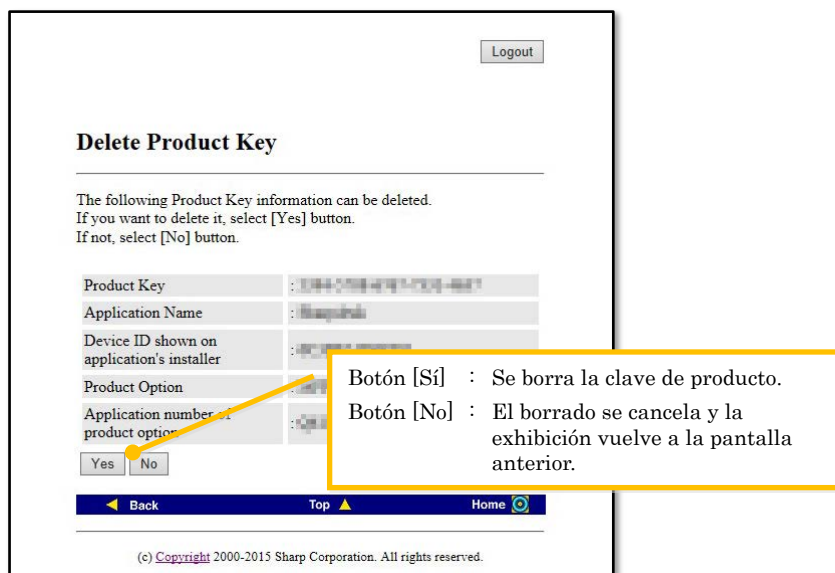 Logout
Delete Product Key
The following Product Key information can be deleted.
If you want to delete it, select [Yes] button.
If not, select [No] button.
Product Key :
Application Name :
Device ID shown on
application's installer :
Product Option :
Application number of
product option :
Botón [Sí] : Se borra la clave de producto.
Botón [No] : El borrado se cancela y la
exhibición vuelve a la pantalla
anterior.
Yes No
Back Top Home
(c) Copyright 2000-2015 Sharp Corporation. All rights reserved.